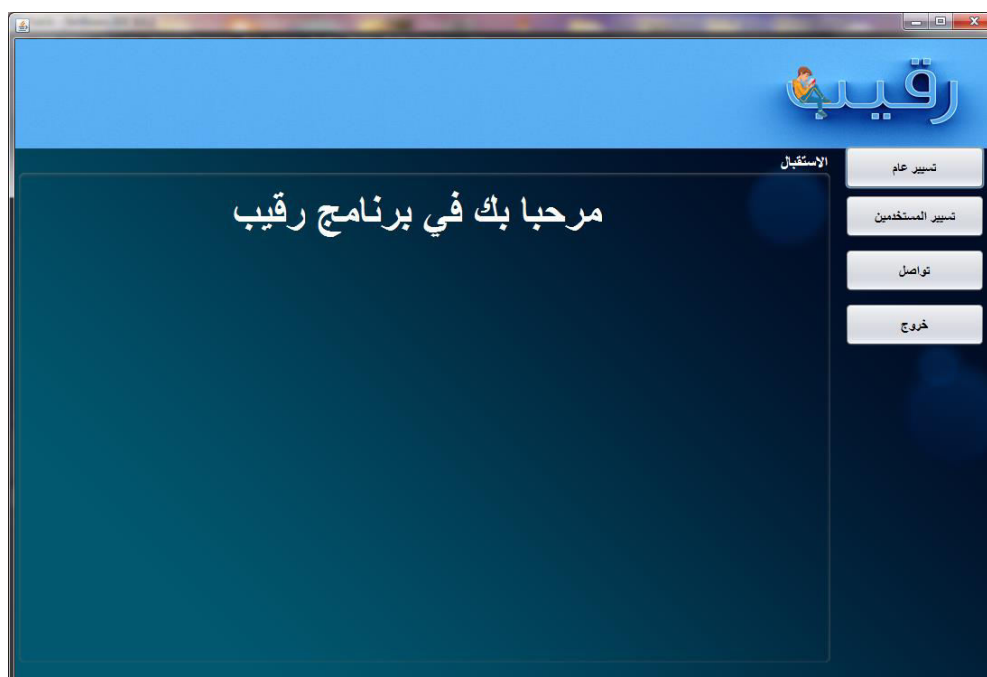 رقيب
الاستقبال
مرحبا بك في برنامج رقيب
تسيير عام
تسيير المستخدمين
تواصل
خروج